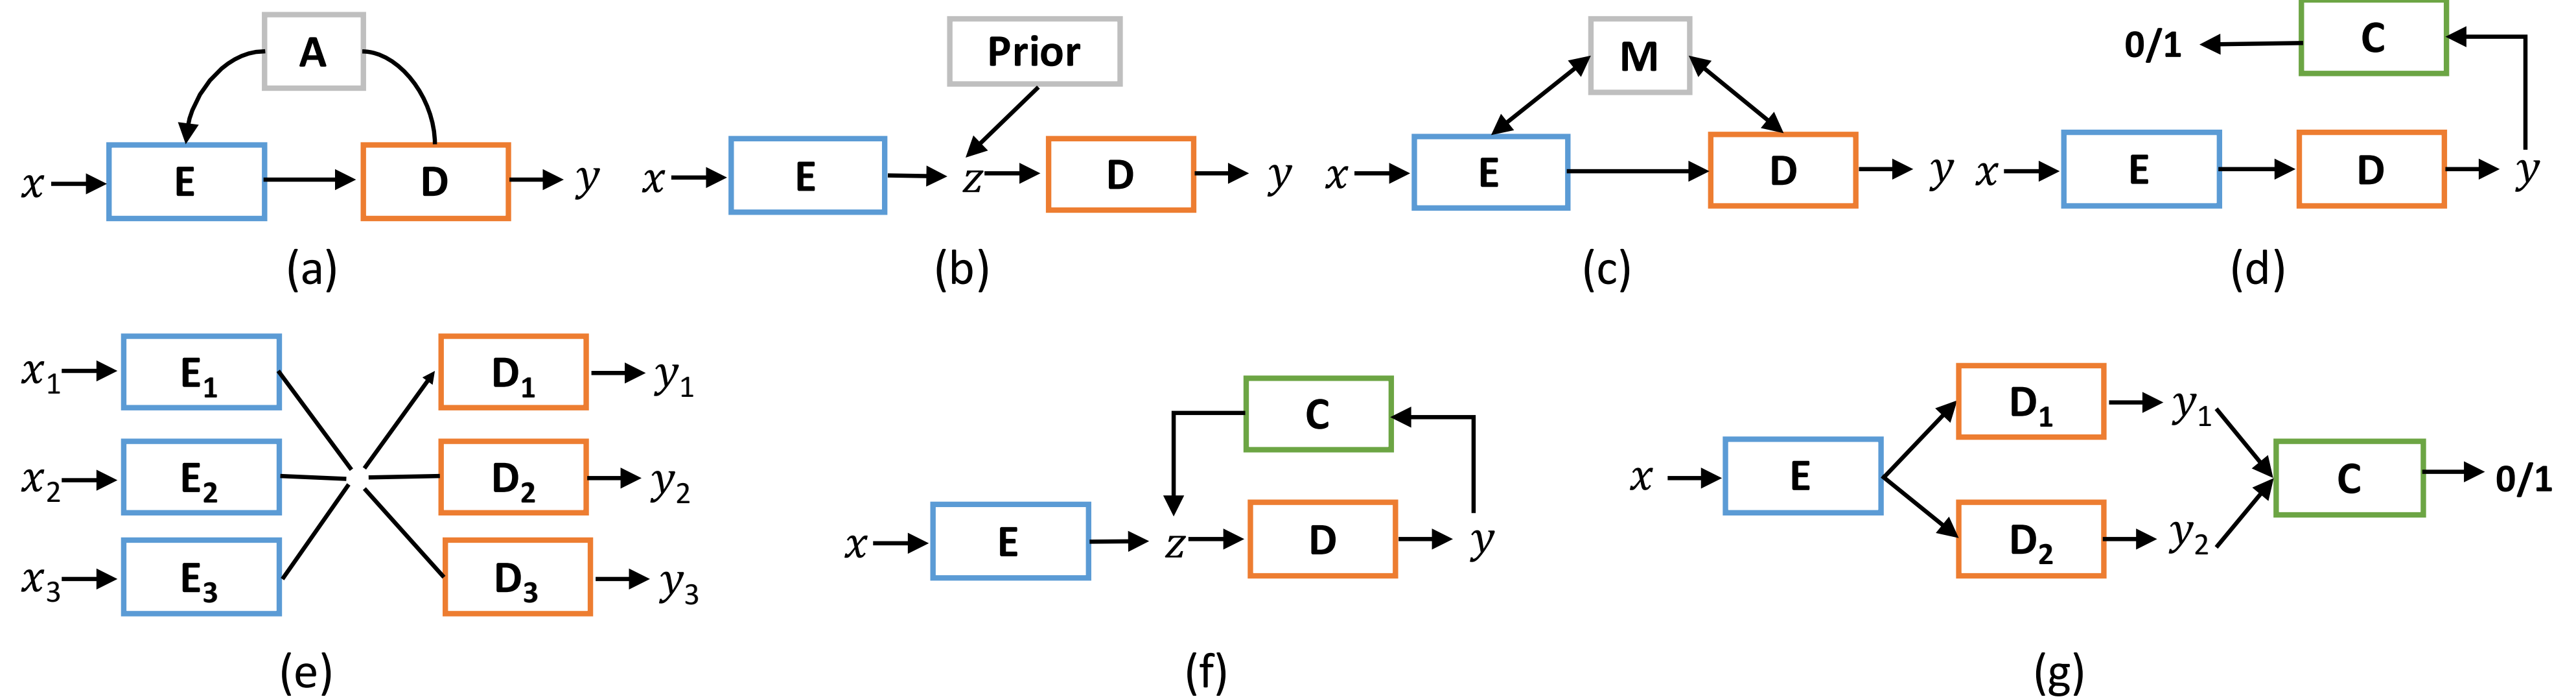 A
x E D y
(a)
Prior
x E z D y
(b)
M
x E D y
(c)
0/1 C
x E D y
(d)
x₁ E₁ D₁ y₁
x₂ E₂ D₂ y₂
x₃ E₃ D₃ y₃
(e)
C
x E z D y
(f)
D₁ y₁
x E C 0/1
D₂ y₂
(g)